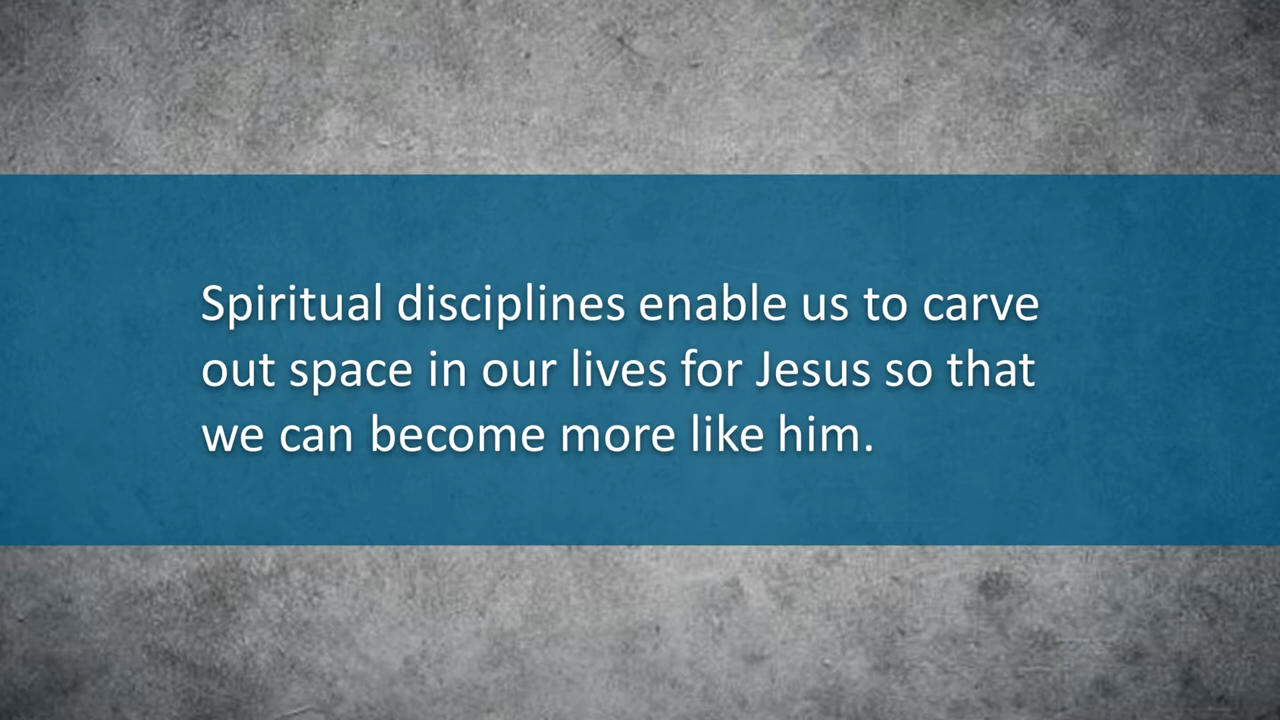 Spiritual disciplines enable us to carve
out space in our lives for Jesus so that
we can become more like him.